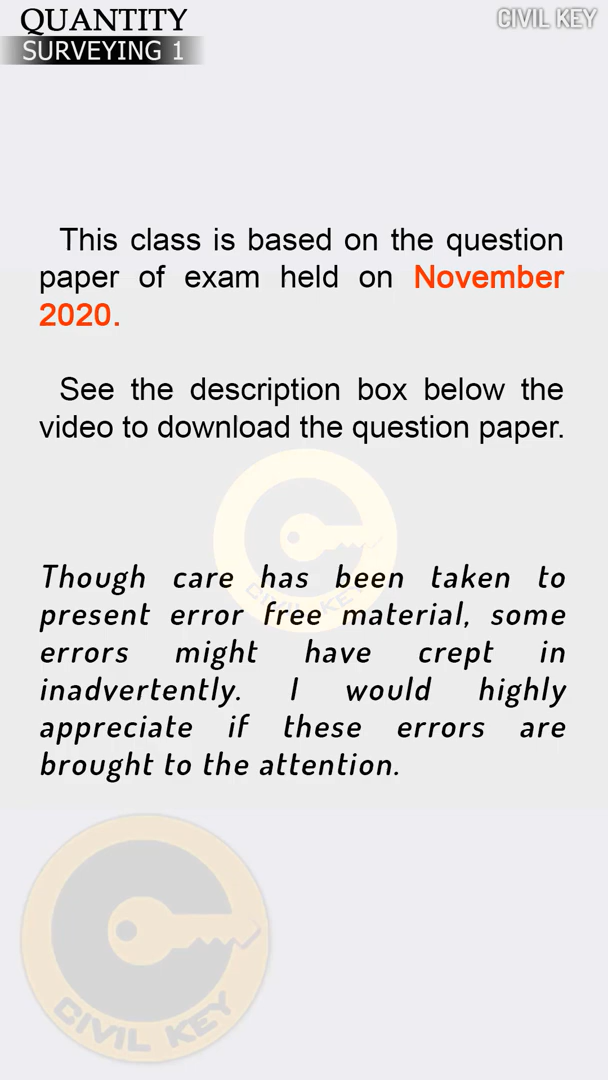 QUANTITY
SURVEYING 1
CIVIL KEY
This class is based on the question
paper of exam held on November
2020.
See the description box below the
video to download the question paper.
Though care has been taken to
present error free material, some
errors might have crept in
inadvertently. I would highly
appreciate if these errors are
brought to the attention.
CIVIL KEY
CIVIL KEY